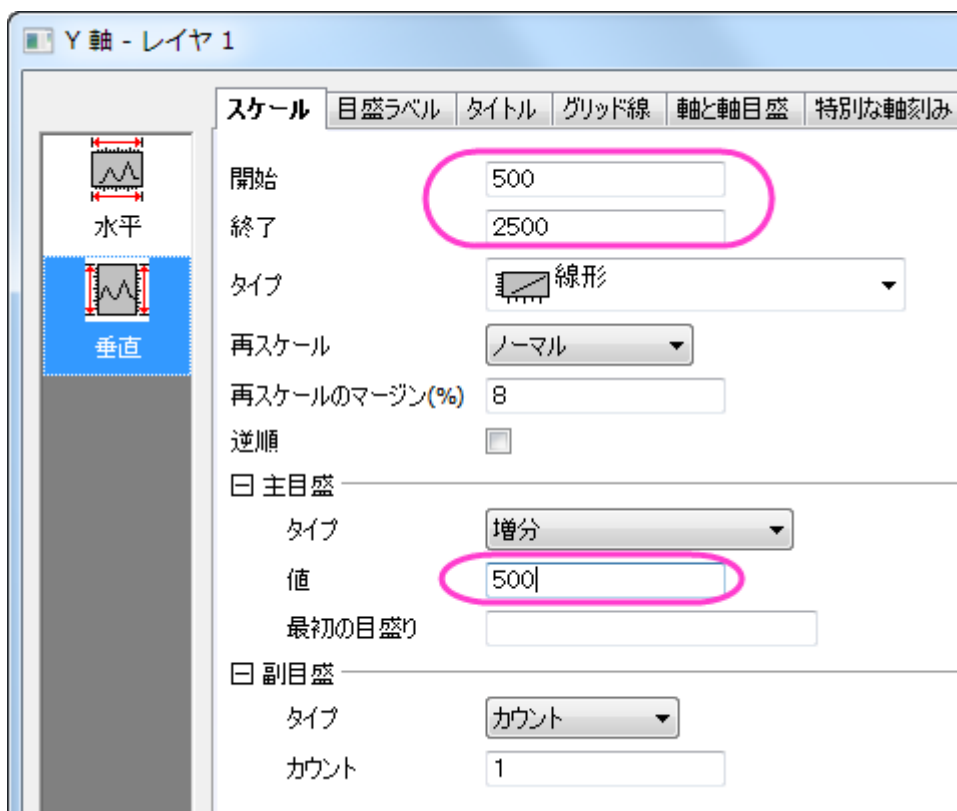 Y 軸 - レイヤ 1
スケール 目盛ラベル タイトル グリッド線 軸と軸目盛 特別な軸刻み
水平
垂直
開始 500
終了 2500
タイプ 線形
再スケール ノーマル
再スケールのマージン(%) 8
逆順
主目盛
タイプ 増分
値 500
最初の目盛り
副目盛
タイプ カウント
カウント 1